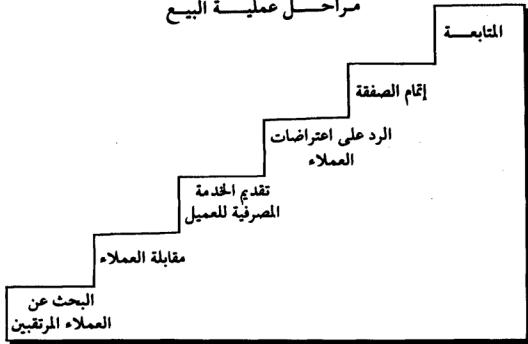 مراحل عملية البيع
المتابعة
إتمام الصفقة
الرد على اعتراضات
العملاء
تقديم الخدمة
المصرفية للعميل
مقابلة العملاء
البحث عن
العملاء المرتقبين